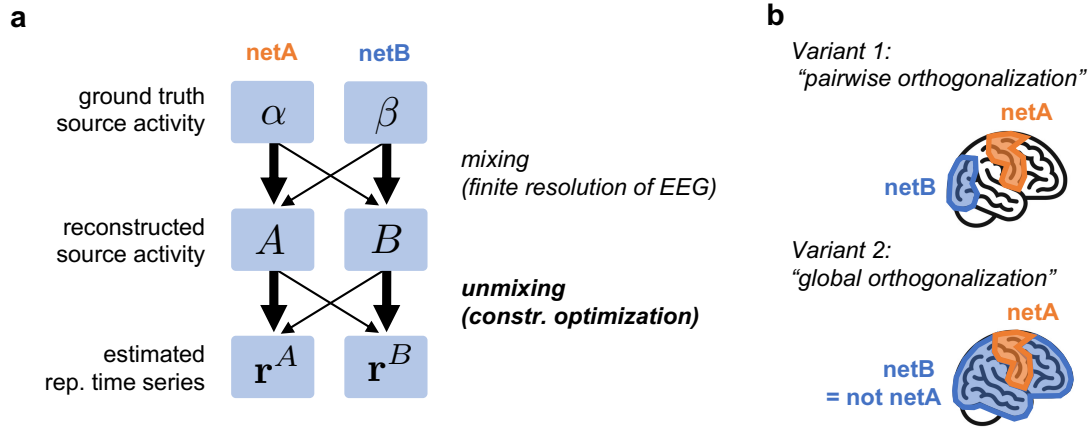 a
netA netB
ground truth
source activity
α β
mixing
(finite resolution of EEG)
reconstructed
source activity
A B
unmixing
(constr. optimization)
estimated
rep. time series
r^A r^B
b
Variant 1:
“pairwise orthogonalization”
netA
netB
Variant 2:
“global orthogonalization”
netA
netB
= not netA